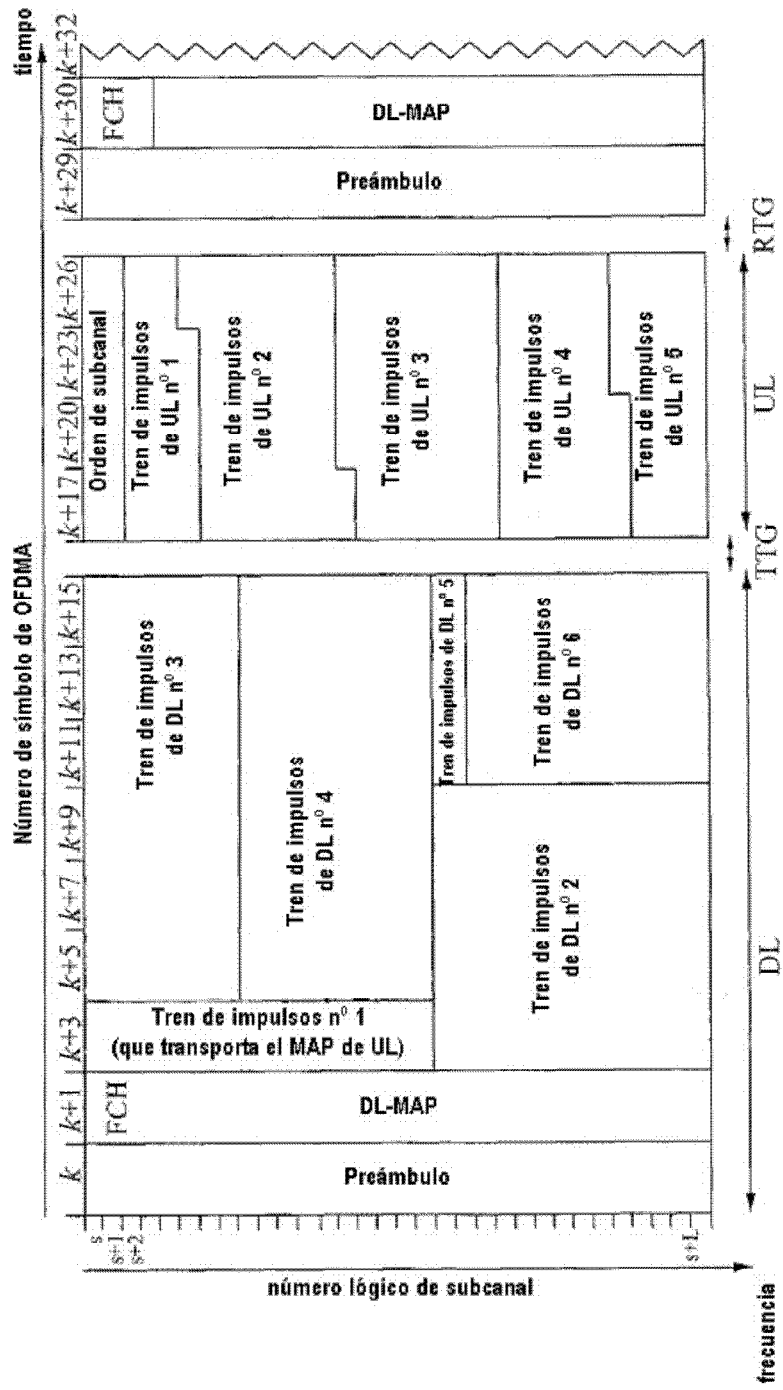 Número de símbolo de OFDMA
tiempo
k
k+1
k+3
k+5
k+7
k+9
k+11
k+13
k+15
k+17
k+20
k+23
k+26
k+29
k+30
k+32
s
s+1
s+2
s+L
número lógico de subcanal
frecuencia
Preámbulo
FCH
DL-MAP
Tren de impulsos nº 1
(que transporta el MAP de UL)
Tren de impulsos
de DL nº 3
Tren de impulsos
de DL nº 4
Tren de impulsos
de DL nº 2
Tren de impulsos de DL nº 5
Tren de impulsos
de DL nº 6
Orden de subcanal
Tren de impulsos
de UL nº 1
Tren de impulsos
de UL nº 2
Tren de impulsos
de UL nº 3
Tren de impulsos
de UL nº 4
Tren de impulsos
de UL nº 5
Preámbulo
FCH
DL-MAP
DL
TTG
UL
RTG